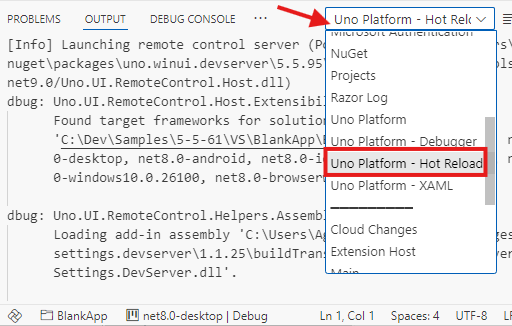 PROBLEMS OUTPUT DEBUG CONSOLE Uno Platform - Hot Relo
[Info] Launching remote control server (Po
nuget\packages\uno.winui.devserver\5.5.95\
net9.0/Uno.UI.RemoteControl.Host.dll)
dbug: Uno.UI.RemoteControl.Host.Extensibil
Found target frameworks for solution
'C:\Dev\Samples\5-5-61\VS\BlankApp\
0-desktop, net8.0-android, net8.0-i
0-windows10.0.26100, net8.0-browser
dbug: Uno.UI.RemoteControl.Helpers.Assemb
Loading add-in assembly 'C:\Users\A
settings.devserver\1.1.25\buildTran
Settings.DevServer.dll'.
Microsoft Authentication
NuGet
Projects
Razor Log
Uno Platform
Uno Platform - Debugger
Uno Platform - Hot Reload
Uno Platform - XAML
Cloud Changes
Extension Host
Main
BlankApp net8.0-desktop | Debug Ln 1, Col 1 Spaces: 4 UTF-8